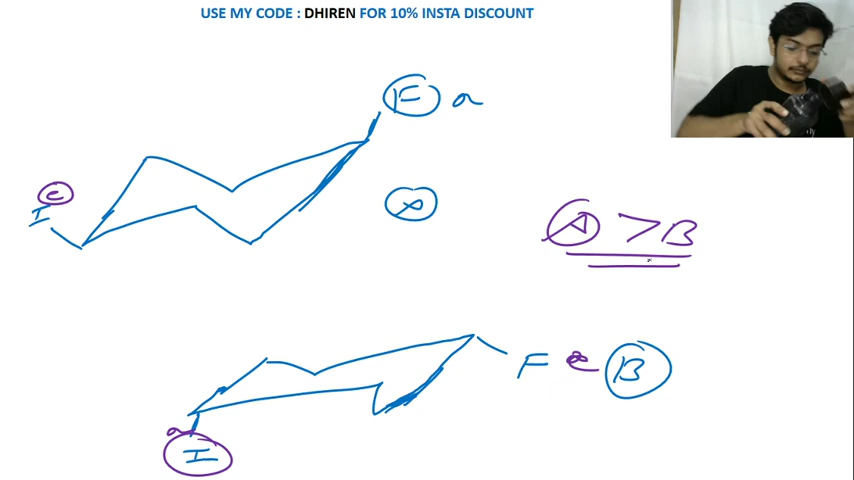 USE MY CODE : DHIREN FOR 10% INSTA DISCOUNT
F a
e
I
A > B
F e B
a
I